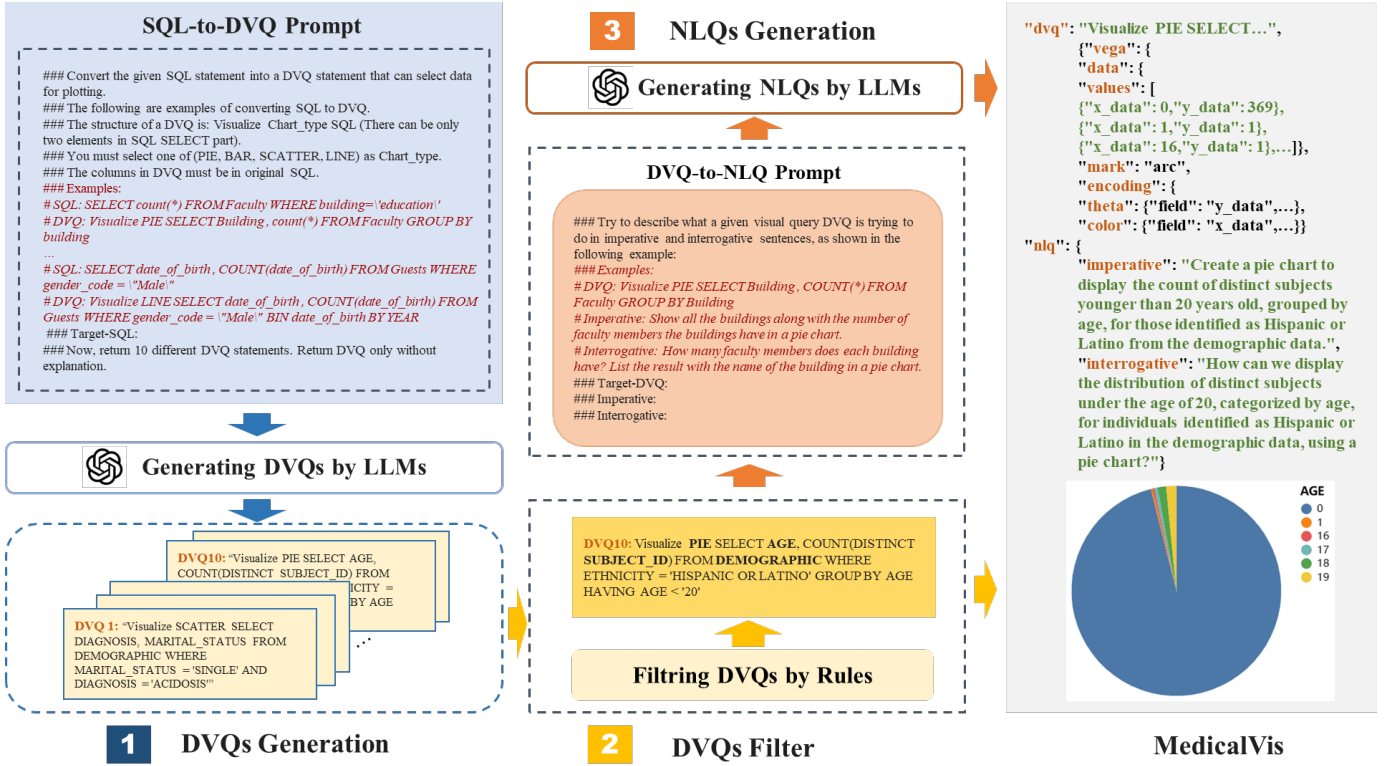 SQL-to-DVQ Prompt
### Convert the given SQL statement into a DVQ statement that can select data
for plotting.
### The following are examples of converting SQL to DVQ.
### The structure of a DVQ is: Visualize Chart_type SQL (There can be only
two elements in SQL SELECT part).
### You must select one of (PIE, BAR, SCATTER, LINE) as Chart_type.
### The columns in DVQ must be in original SQL.
### Examples:
# SQL: SELECT count(*) FROM Faculty WHERE building=\'education\'
# DVQ: Visualize PIE SELECT Building , count(*) FROM Faculty GROUP BY
building
...
# SQL: SELECT date_of_birth , COUNT(date_of_birth) FROM Guests WHERE
gender_code = \"Male\"
# DVQ: Visualize LINE SELECT date_of_birth , COUNT(date_of_birth) FROM
Guests WHERE gender_code = \"Male\" BIN date_of_birth BY YEAR
### Target-SQL:
### Now, return 10 different DVQ statements. Return DVQ only without
explanation.
Generating DVQs by LLMs
DVQ10: “Visualize PIE SELECT AGE,
COUNT(DISTINCT SUBJECT_ID) FROM
NICITY =
BY AGE
DVQ 1: “Visualize SCATTER SELECT
DIAGNOSIS, MARITAL_STATUS FROM
DEMOGRAPHIC WHERE
MARITAL_STATUS = 'SINGLE' AND
DIAGNOSIS = 'ACIDOSIS'”
...
1 DVQs Generation
3 NLQs Generation
Generating NLQs by LLMs
DVQ-to-NLQ Prompt
### Try to describe what a given visual query DVQ is trying to
do in imperative and interrogative sentences, as shown in the
following example:
### Examples:
# DVQ: Visualize PIE SELECT Building , COUNT(*) FROM
Faculty GROUP BY Building
# Imperative: Show all the buildings along with the number of
faculty members the buildings have in a pie chart.
# Interrogative: How many faculty members does each building
have? List the result with the name of the building in a pie chart.
### Target-DVQ:
### Imperative:
### Interrogative:
DVQ10: Visualize PIE SELECT AGE, COUNT(DISTINCT
SUBJECT_ID) FROM DEMOGRAPHIC WHERE
ETHNICITY = 'HISPANIC OR LATINO' GROUP BY AGE
HAVING AGE < '20'
Filtring DVQs by Rules
2 DVQs Filter
"dvq": "Visualize PIE SELECT…",
{"vega": {
"data": {
"values": [
{"x_data": 0,"y_data": 369},
{"x_data": 1,"y_data": 1},
{"x_data": 16,"y_data": 1},…]},
"mark": "arc",
"encoding": {
"theta": {"field": "y_data",…},
"color": {"field": "x_data",…}}
"nlq": {
"imperative": "Create a pie chart to
display the count of distinct subjects
younger than 20 years old, grouped by
age, for those identified as Hispanic or
Latino from the demographic data.",
"interrogative": "How can we display
the distribution of distinct subjects
under the age of 20, categorized by age,
for individuals identified as Hispanic or
Latino in the demographic data, using a
pie chart?"}
AGE
0
1
16
17
18
19
MedicalVis